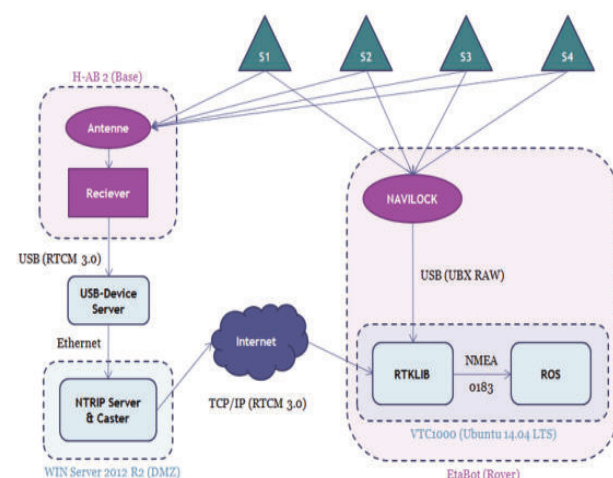 S1
S2
S3
S4
H-AB 2 (Base)
Antenne
Reciever
NAVILOCK
USB (RTCM 3.0)
USB (UBX RAW)
USB-Device
Server
Ethernet
Internet
NTRIP Server
& Caster
RTKLIB
NMEA
0183
ROS
TCP/IP (RTCM 3.0)
VTC1000 (Ubuntu 14.04 LTS)
WIN Server 2012 R2 (DMZ)
EtaBot (Rover)